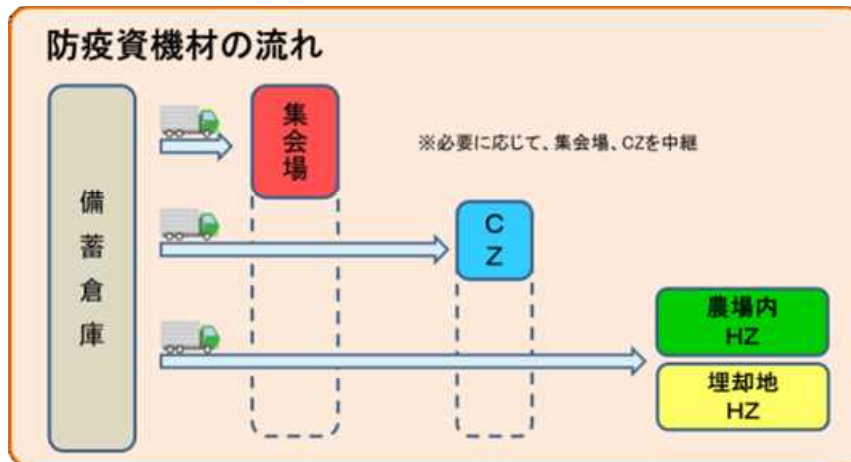 防疫資機材の流れ
備蓄倉庫
集会場
※必要に応じて、集会場、CZを中継
CZ
農場内
HZ
埋却地
HZ